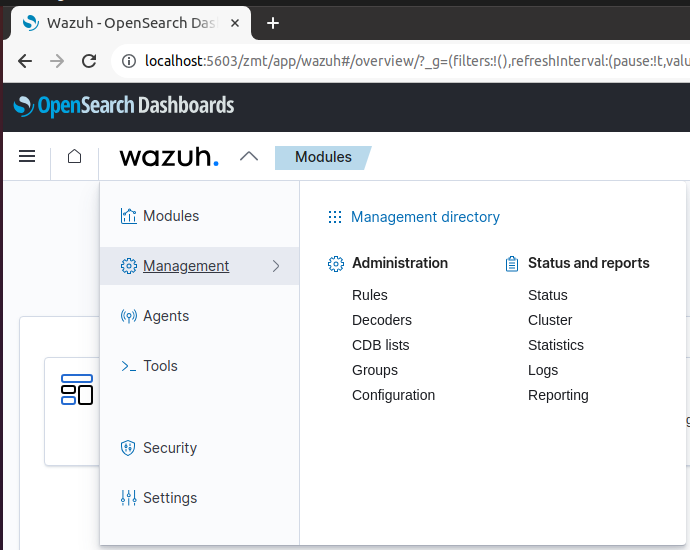 Wazuh - OpenSearch Das
localhost:5603/zmt/app/wazuh#/overview/?_g=(filters:!(),refreshInterval:(pause:!t,valu
OpenSearch Dashboards
wazuh. Modules
Modules
Management
Agents
Tools
Security
Settings
Management directory
Administration
Rules
Decoders
CDB lists
Groups
Configuration
Status and reports
Status
Cluster
Statistics
Logs
Reporting